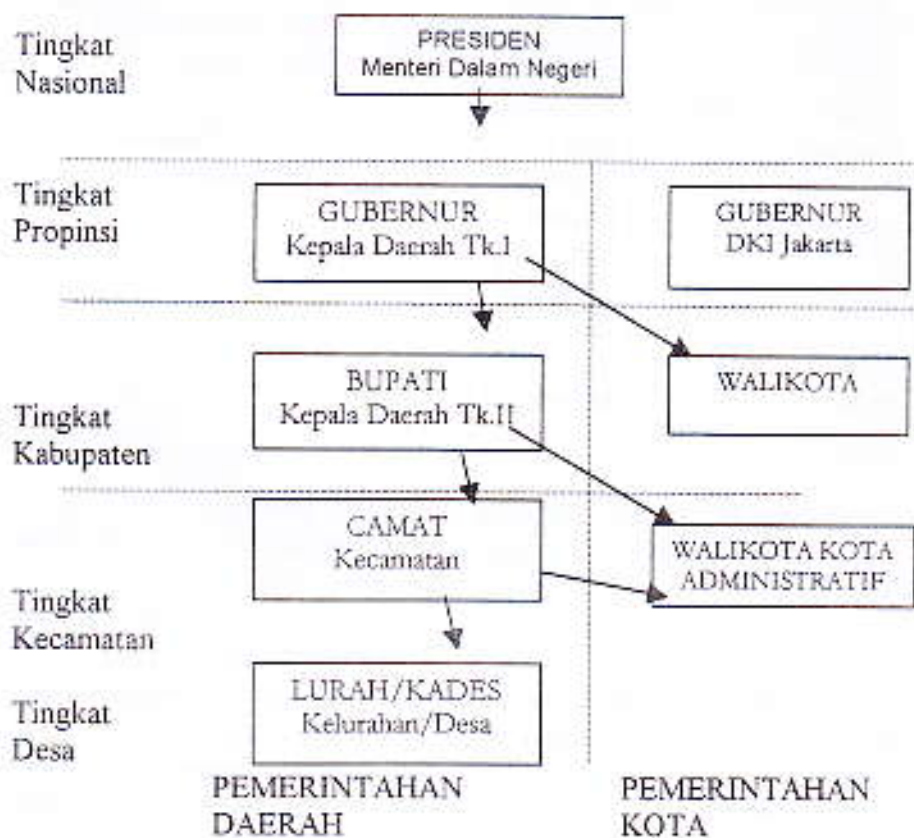 Tingkat
Nasional
PRESIDEN
Menteri Dalam Negeri
Tingkat
Propinsi
GUBERNUR
Kepala Daerah Tk.I
GUBERNUR
DKI Jakarta
Tingkat
Kabupaten
BUPATI
Kepala Daerah Tk.II
WALIKOTA
Tingkat
Kecamatan
CAMAT
Kecamatan
WALIKOTA KOTA
ADMINISTRATIF
Tingkat
Desa
LURAH/KADES
Kelurahan/Desa
PEMERINTAHAN
DAERAH
PEMERINTAHAN
KOTA